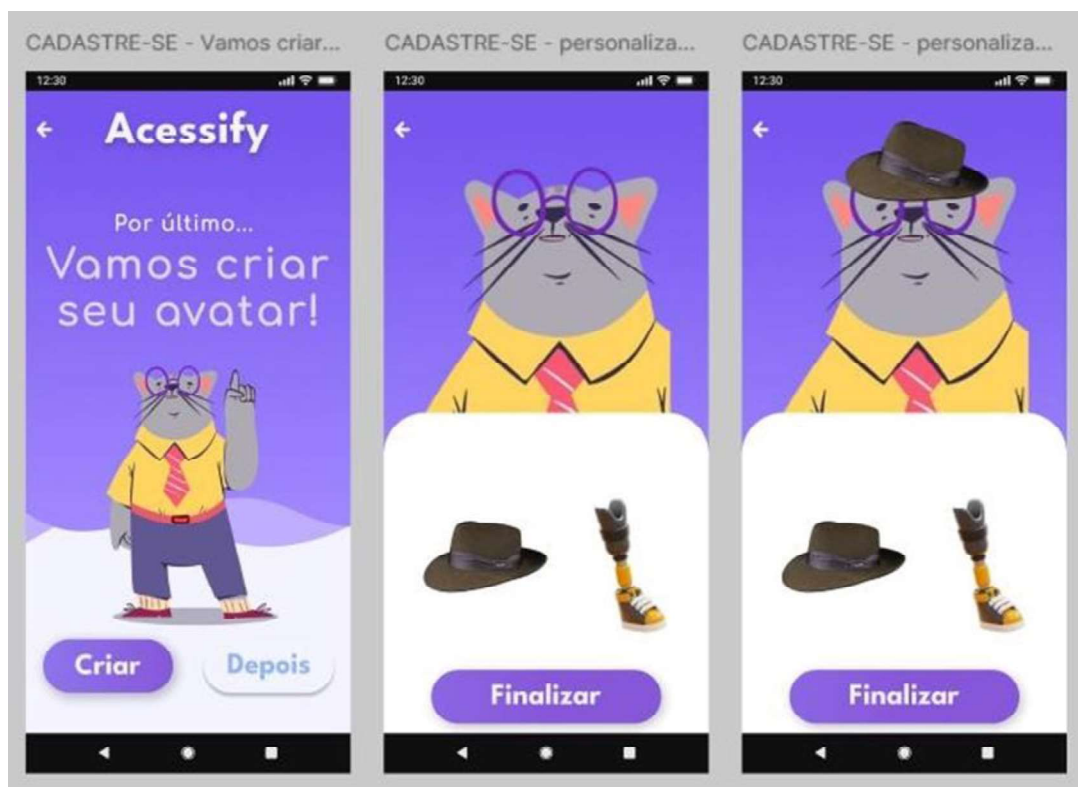 CADASTRE-SE - Vamos criar...
12:30
Acessify
Por último...
Vamos criar
seu avatar!
Criar
Depois
CADASTRE-SE - personaliza...
12:30
Finalizar
CADASTRE-SE - personaliza...
12:30
Finalizar